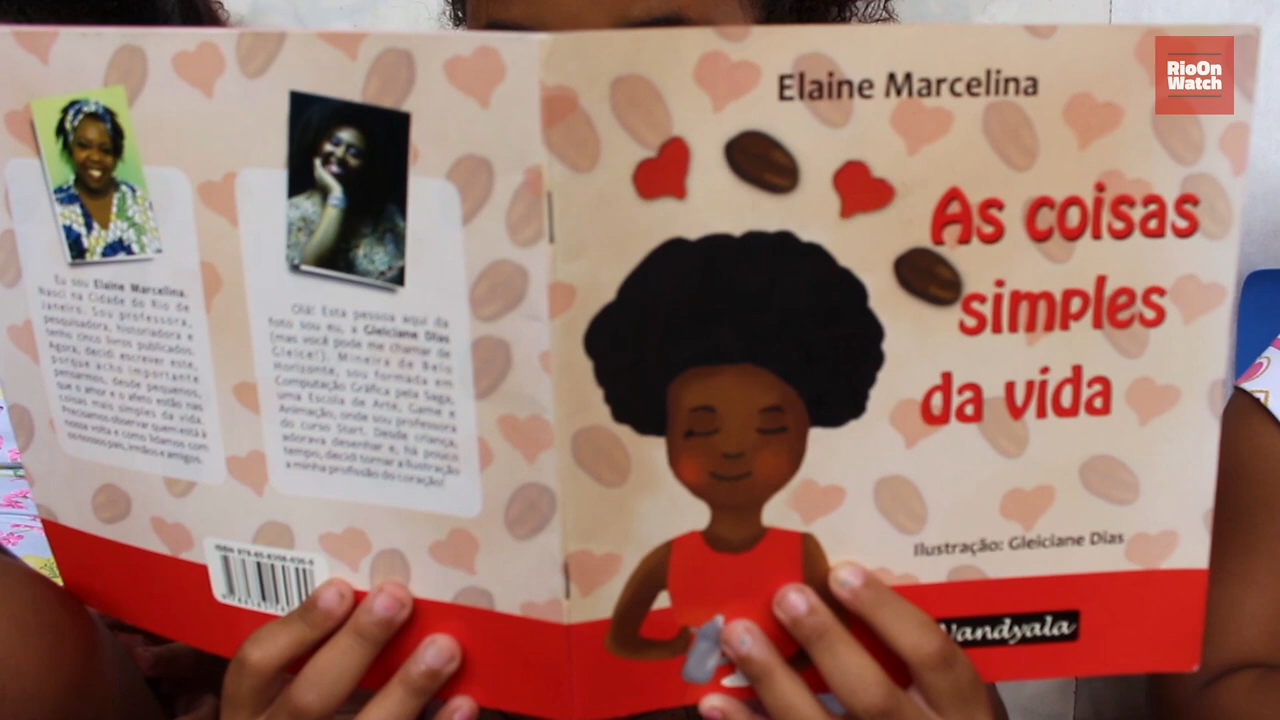 Eu sou Elaine Marcelina.
Nasci na Cidade do Rio de
Janeiro. Sou professora,
pesquisadora, historiadora e
tenho cinco livros publicados.
Agora, decidi escrever este,
porque acho importante
pensarmos, desde pequenos,
que o amor e o afeto estão nas
coisas mais simples da vida.
Precisamos observar quem está à
nossa volta e como lidamos com
os nossos pais, irmãos e amigos.
Olá! Esta pessoa aqui da
foto sou eu, a Gleiciane Dias
(mas você pode me chamar de
Gleice!). Mineira de Belo
Horizonte, sou formada em
Computação Gráfica pela Saga,
uma Escola de Arte, Game e
Animação, onde sou professora
do curso Start. Desde criança,
adorava desenhar e, há pouco
tempo, decidi tornar a ilustração
a minha profissão do coração!
ISBN
Elaine Marcelina
As coisas
simples
da vida
Ilustração: Gleiciane Dias
Nandyala
RioOn
Watch